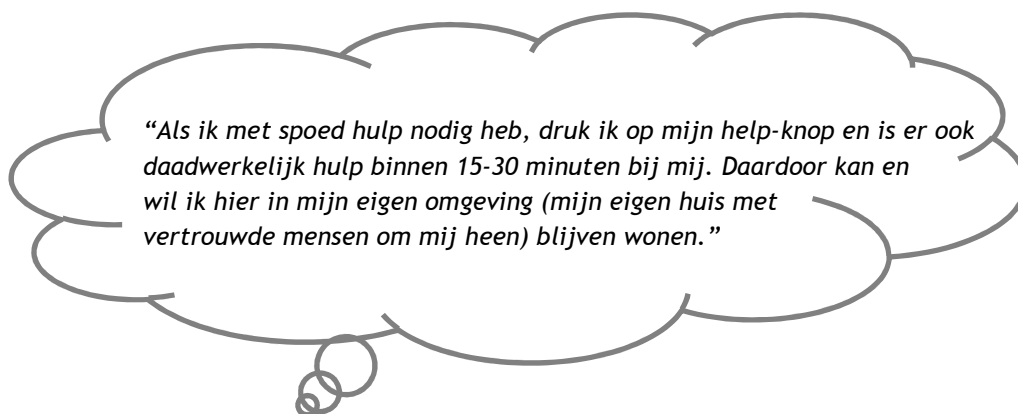 “Als ik met spoed hulp nodig heb, druk ik op mijn help-knop en is er ook
daadwerkelijk hulp binnen 15-30 minuten bij mij. Daardoor kan en
wil ik hier in mijn eigen omgeving (mijn eigen huis met
vertrouwde mensen om mij heen) blijven wonen.”